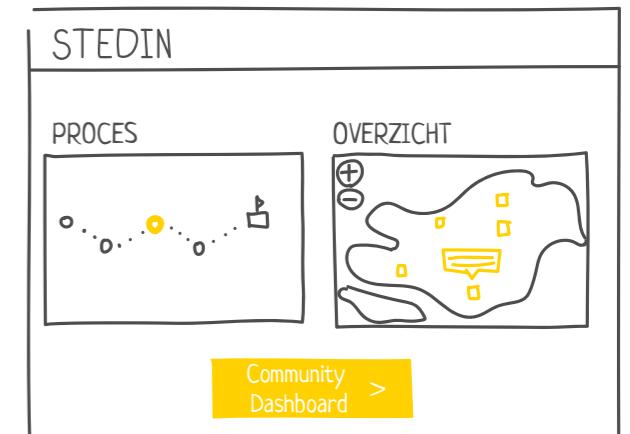 STEDIN
PROCES
OVERZICHT
Community
Dashboard >